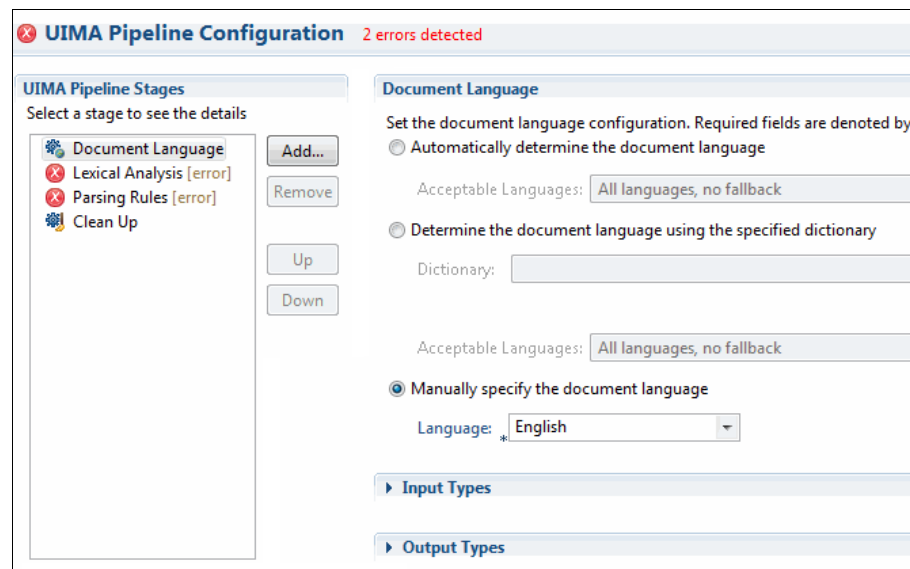 UIMA Pipeline Configuration 2 errors detected
UIMA Pipeline Stages
Select a stage to see the details
Document Language
Lexical Analysis [error]
Parsing Rules [error]
Clean Up
Add...
Remove
Up
Down
Document Language
Set the document language configuration. Required fields are denoted by
Automatically determine the document language
Acceptable Languages: All languages, no fallback
Determine the document language using the specified dictionary
Dictionary:
Acceptable Languages: All languages, no fallback
Manually specify the document language
Language: * English
Input Types
Output Types